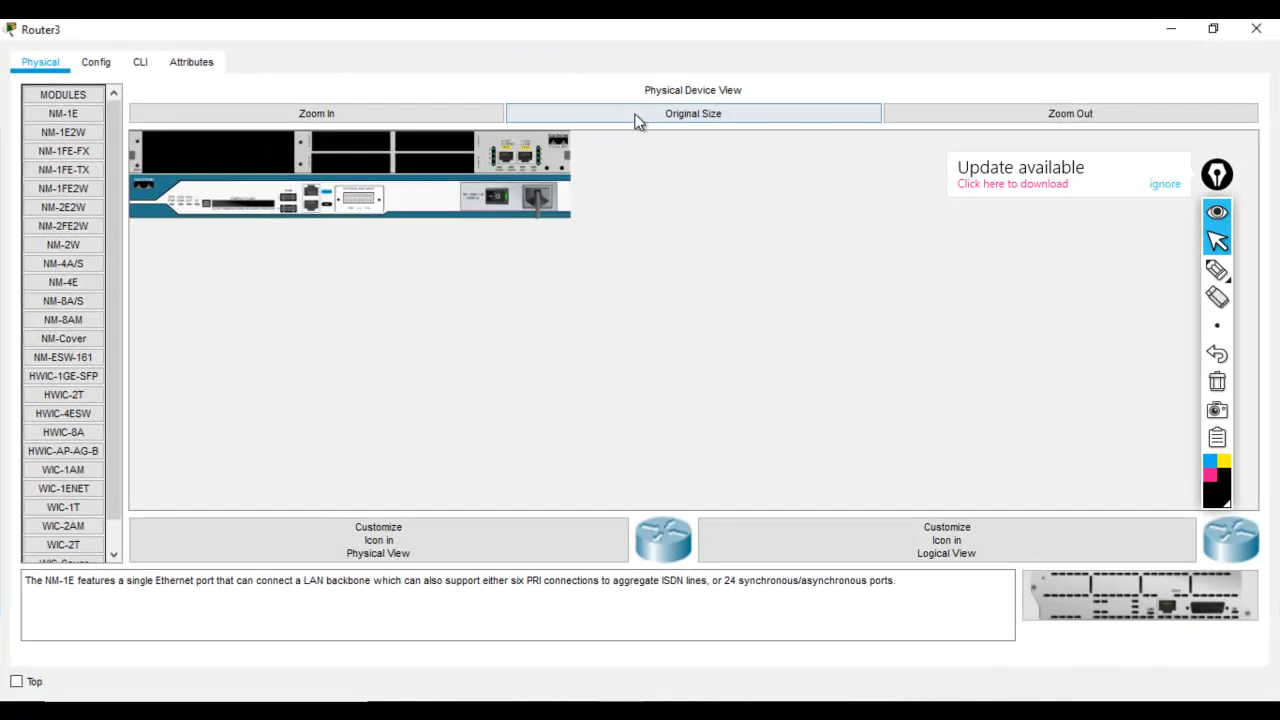 Router3
Physical
Config
CLI
Attributes
MODULES
NM-1E
NM-1E2W
NM-1FE-FX
NM-1FE-TX
NM-1FE2W
NM-2E2W
NM-2FE2W
NM-2W
NM-4A/S
NM-4E
NM-8A/S
NM-8AM
NM-Cover
NM-ESW-161
HWIC-1GE-SFP
HWIC-2T
HWIC-4ESW
HWIC-8A
HWIC-AP-AG-B
WIC-1AM
WIC-1ENET
WIC-1T
WIC-2AM
WIC-2T
WIC-Cover
Physical Device View
Zoom In
Original Size
Zoom Out
Update available
Click here to download
ignore
Customize
Icon in
Physical View
Customize
Icon in
Logical View
The NM-1E features a single Ethernet port that can connect a LAN backbone which can also support either six PRI connections to aggregate ISDN lines, or 24 synchronous/asynchronous ports.
Top